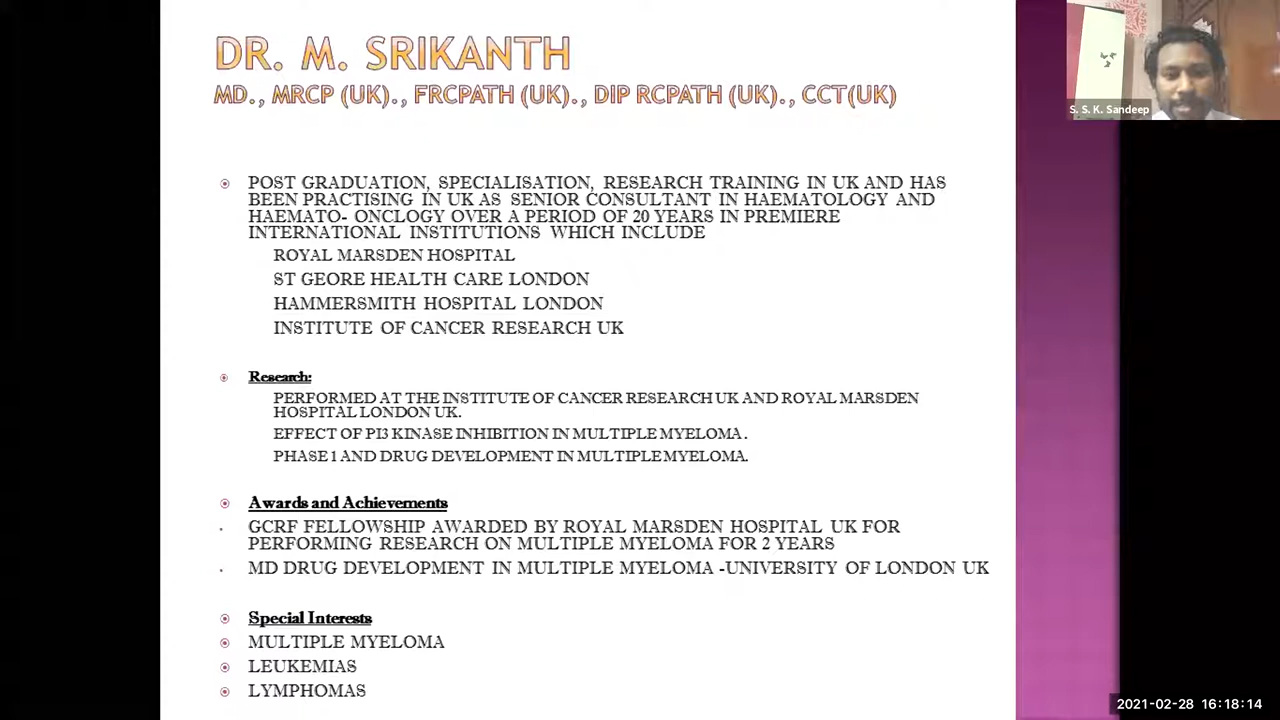 DR. M. SRIKANTH
MD., MRCP (UK)., FRCPATH (UK)., DIP RCPATH (UK)., CCT(UK)
S. S. K. Sandeep
POST GRADUATION, SPECIALISATION, RESEARCH TRAINING IN UK AND HAS
BEEN PRACTISING IN UK AS SENIOR CONSULTANT IN HAEMATOLOGY AND
HAEMATO- ONCLOGY OVER A PERIOD OF 20 YEARS IN PREMIERE
INTERNATIONAL INSTITUTIONS WHICH INCLUDE
ROYAL MARSDEN HOSPITAL
ST GEORE HEALTH CARE LONDON
HAMMERSMITH HOSPITAL LONDON
INSTITUTE OF CANCER RESEARCH UK
Research:
PERFORMED AT THE INSTITUTE OF CANCER RESEARCH UK AND ROYAL MARSDEN
HOSPITAL LONDON UK.
EFFECT OF PI3 KINASE INHIBITION IN MULTIPLE MYELOMA.
PHASE 1 AND DRUG DEVELOPMENT IN MULTIPLE MYELOMA.
Awards and Achievements
GCRF FELLOWSHIP AWARDED BY ROYAL MARSDEN HOSPITAL UK FOR
PERFORMING RESEARCH ON MULTIPLE MYELOMA FOR 2 YEARS
MD DRUG DEVELOPMENT IN MULTIPLE MYELOMA -UNIVERSITY OF LONDON UK
Special Interests
MULTIPLE MYELOMA
LEUKEMIAS
LYMPHOMAS
2021-02-28 16:18:14